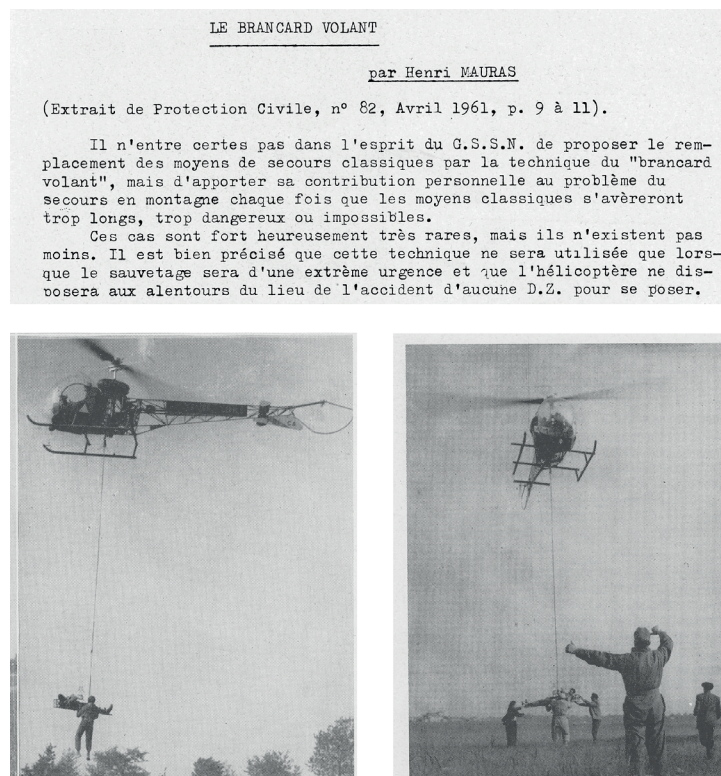 LE BRANCARD VOLANT
par Henri MAURAS
(Extrait de Protection Civile, n° 82, Avril 1961, p. 9 à 11).
Il n'entre certes pas dans l'esprit du G.S.S.N. de proposer le rem-
placement des moyens de secours classiques par la technique du "brancard
volant", mais d'apporter sa contribution personnelle au problème du
secours en montagne chaque fois que les moyens classiques s'avèreront
trop longs, trop dangereux ou impossibles.
Ces cas sont fort heureusement très rares, mais ils n'existent pas
moins. Il est bien précisé que cette technique ne sera utilisée que lors-
que le sauvetage sera d'une extrème urgence et que l'hélicoptère ne dis-
posera aux alentours du lieu de l'accident d'aucune D.Z. pour se poser.